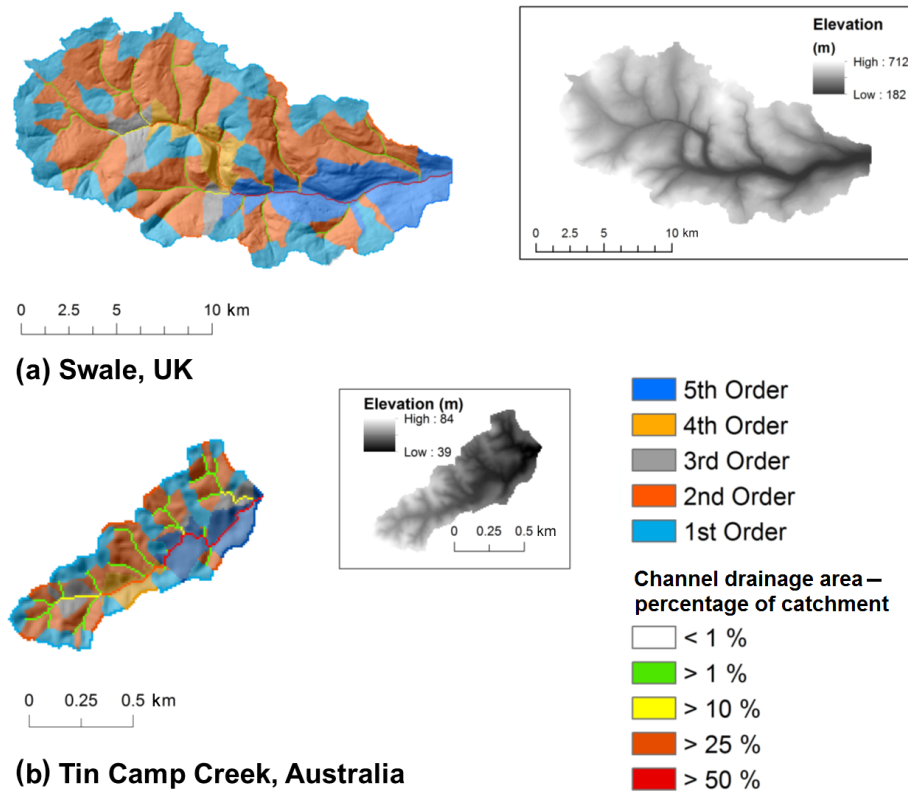 Elevation
(m)
High : 712
Low : 182
0 2.5 5 10 km
0 2.5 5 10 km
(a) Swale, UK
Elevation (m)
High : 84
Low : 39
0 0.25 0.5 km
5th Order
4th Order
3rd Order
2nd Order
1st Order
Channel drainage area –
percentage of catchment
< 1 %
> 1 %
> 10 %
> 25 %
> 50 %
0 0.25 0.5 km
(b) Tin Camp Creek, Australia